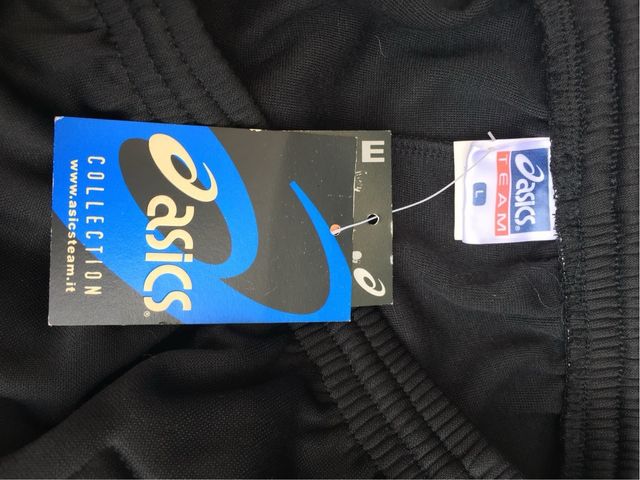 asics®
COLLECTION
www.asicsteam.it
E
asics
TEAM
L